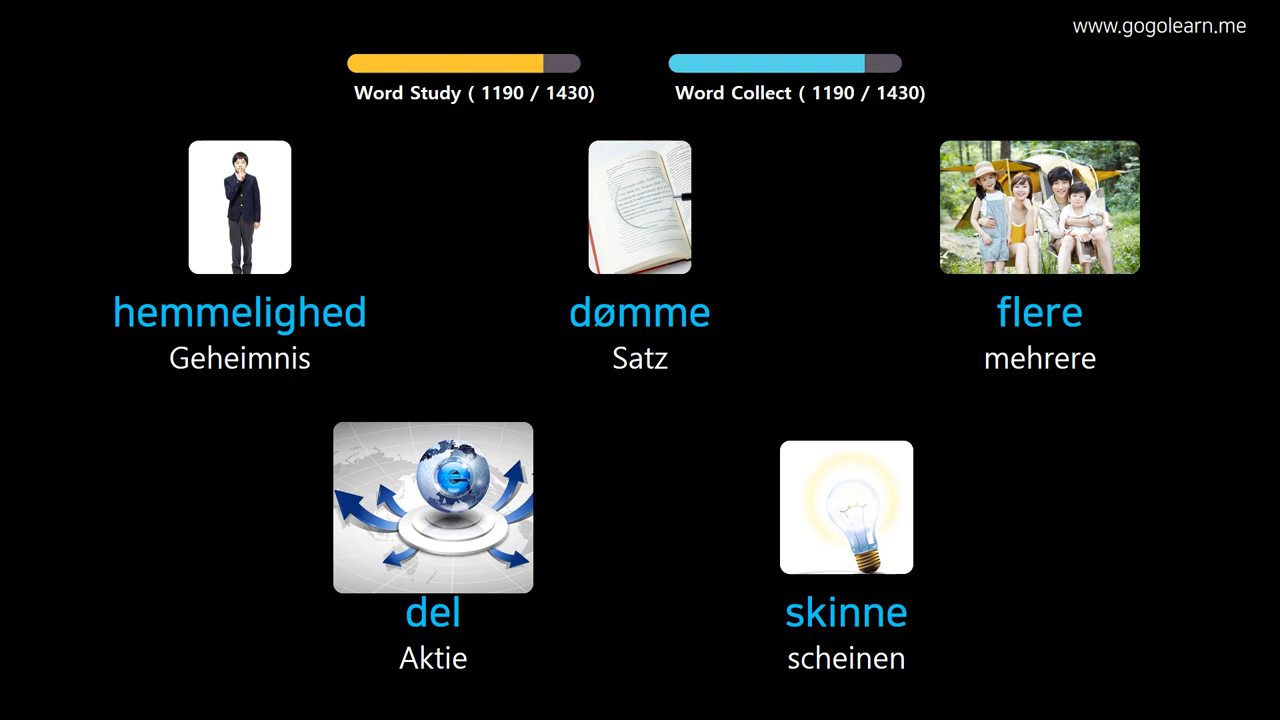 www.gogolearn.me
Word Study ( 1190 / 1430)
Word Collect ( 1190 / 1430)
hemmelighed
dømme
flere
Geheimnis
Satz
mehrere
del
skinne
Aktie
scheinen